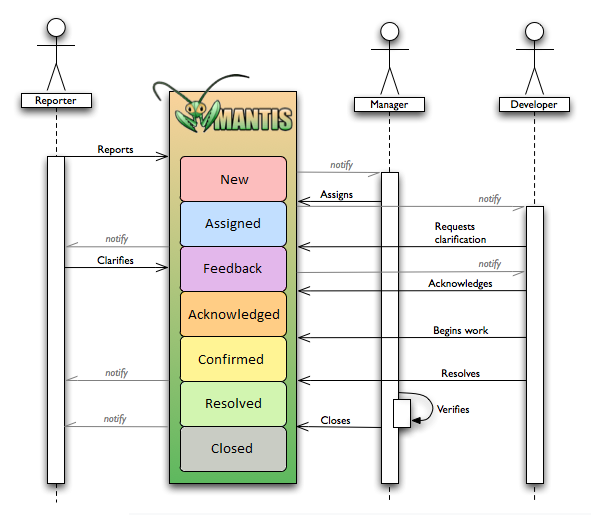 Reporter
Manager
Developer
MANTIS
Reports
notify
New
Assigns
notify
Assigned
Requests
clarification
notify
Clarifies
Feedback
notify
Acknowledges
Acknowledged
Begins work
Confirmed
notify
Resolves
Resolved
Verifies
notify
Closes
Closed